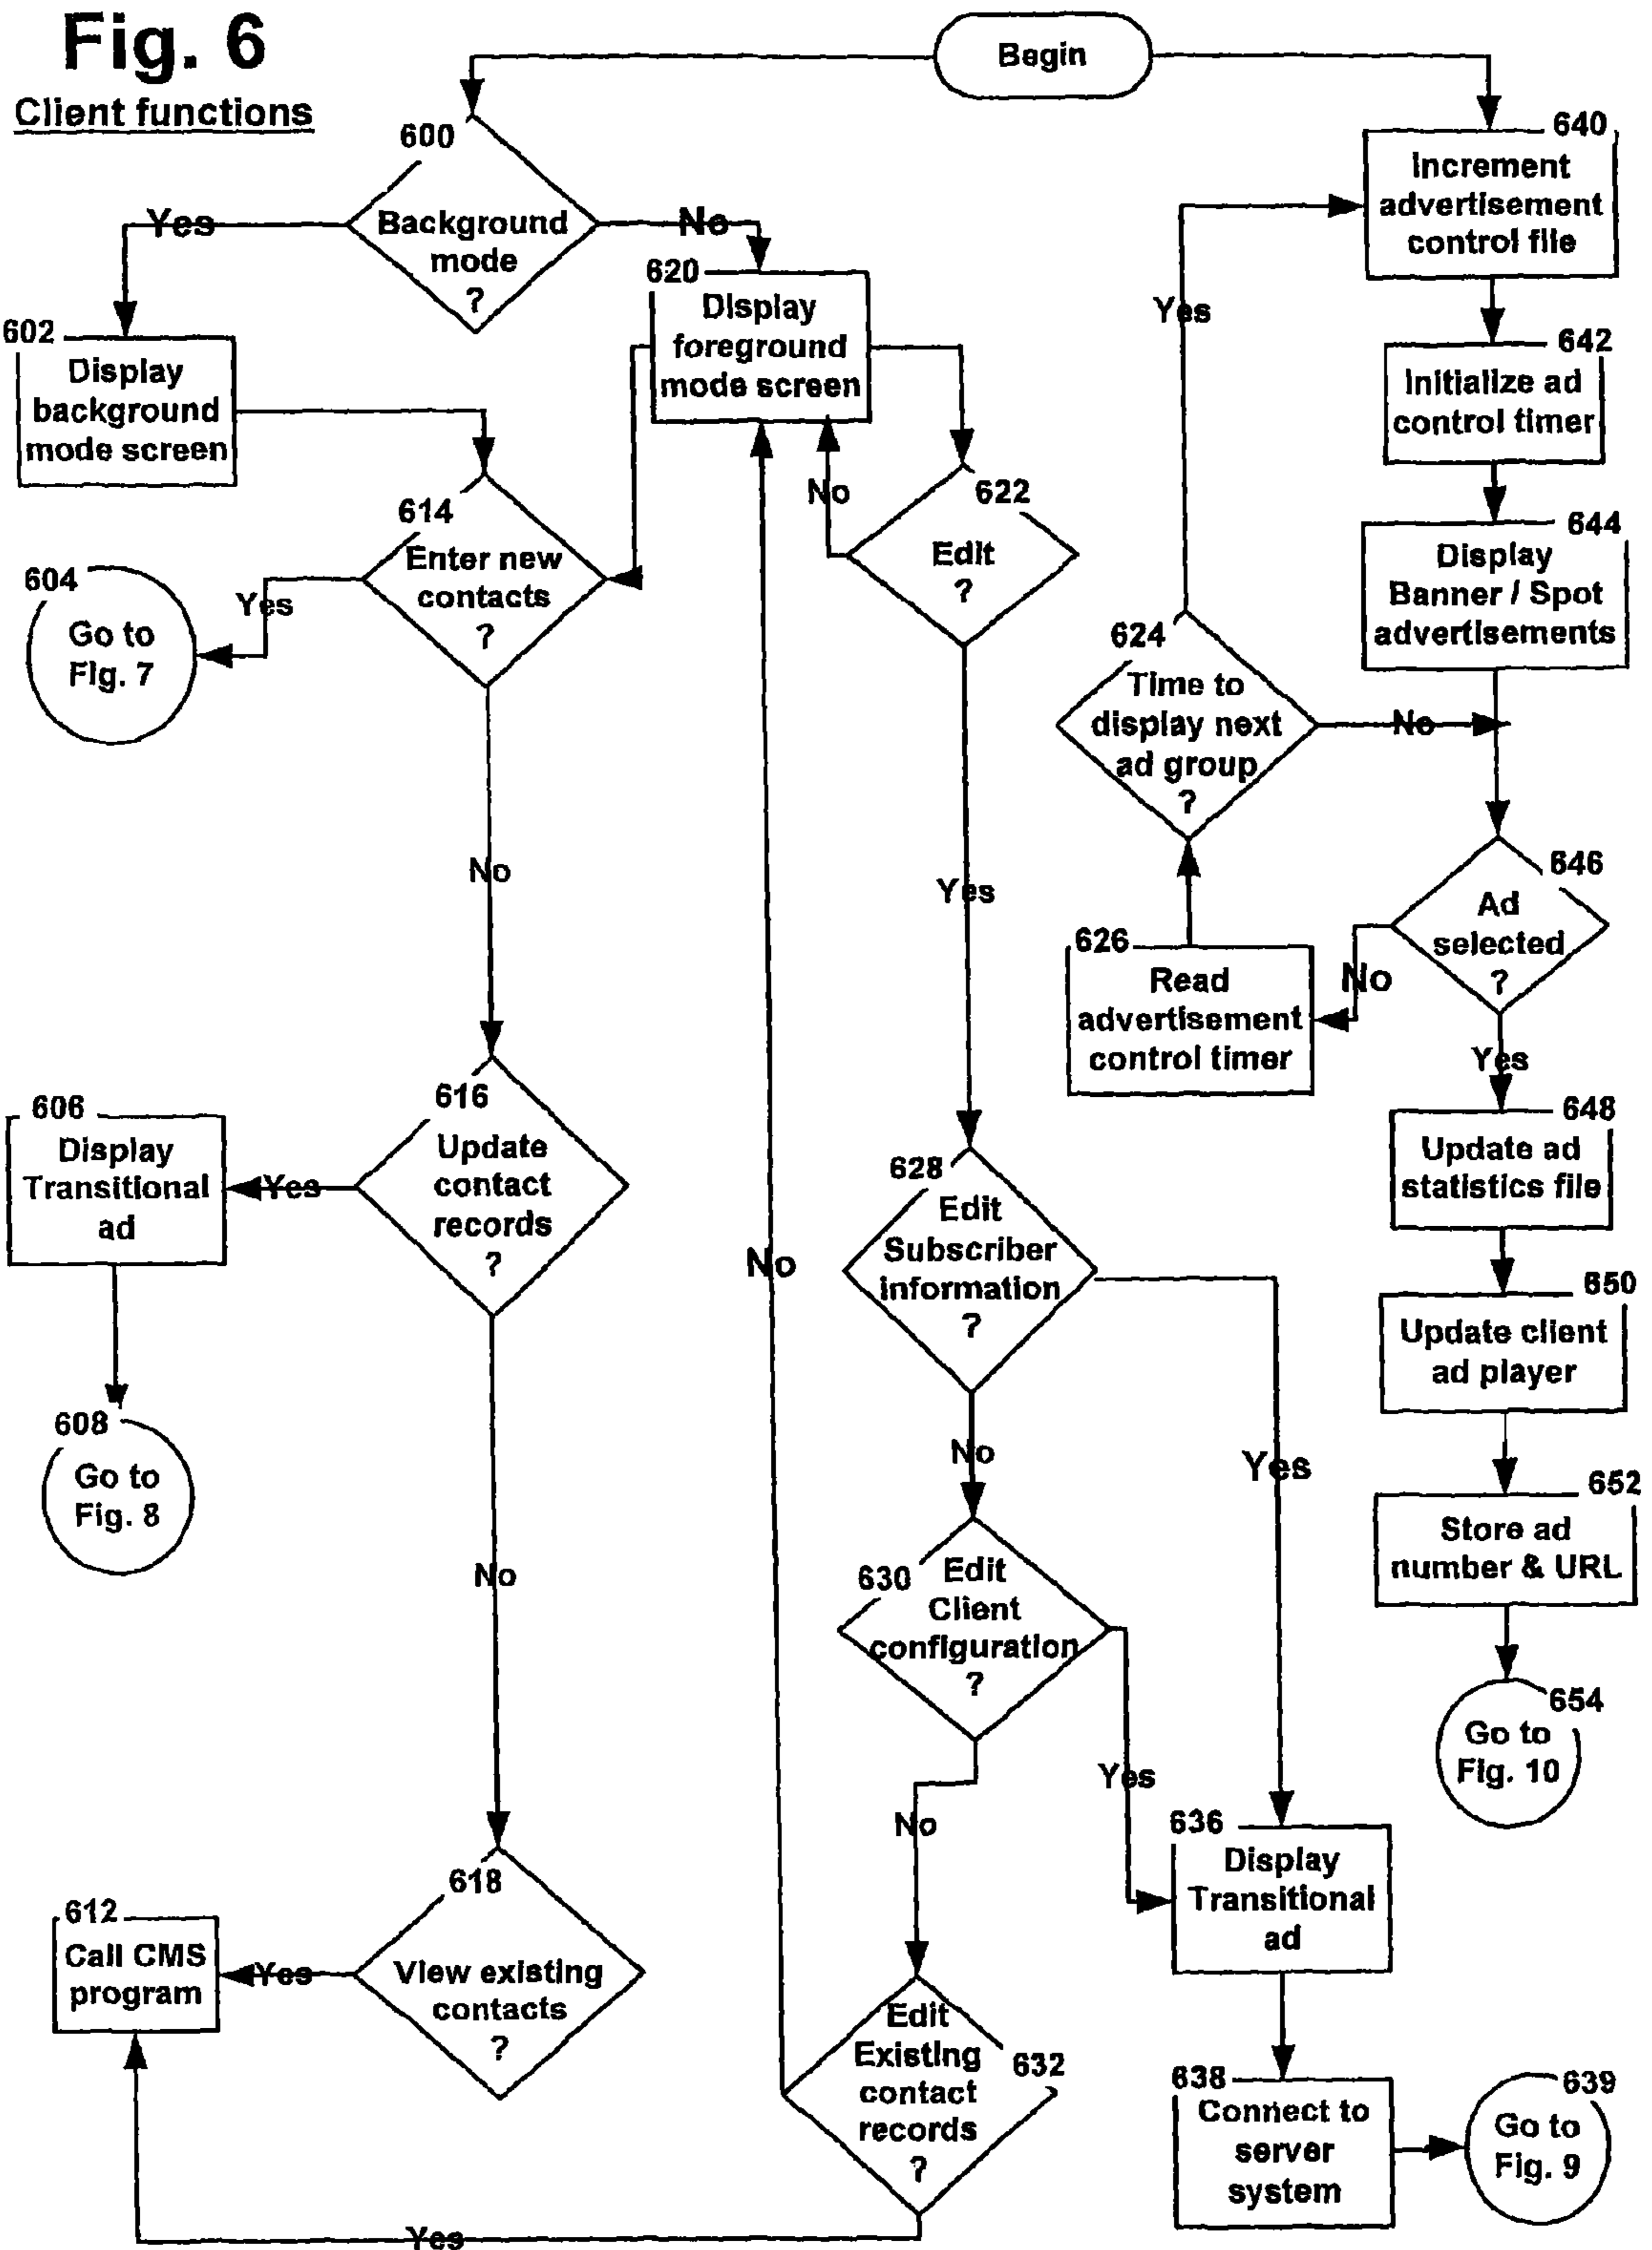 Fig. 6
Client functions
Begin
600
Background
mode
?
Yes
No
602
Display
background
mode screen
620
Display
foreground
mode screen
614
Enter new
contacts
?
Yes
604
Go to
Fig. 7
No
622
Edit
?
No
Yes
616
Update
contact
records
?
Yes
606
Display
Transitional
ad
608
Go to
Fig. 8
No
618
View existing
contacts
?
Yes
612
Call CMS
program
628
Edit
Subscriber
information
?
No
Yes
630
Edit
Client
configuration
?
No
Yes
632
Edit
Existing
contact
records
?
No
Yes
636
Display
Transitional
ad
638
Connect to
server
system
639
Go to
Fig. 9
640
Increment
advertisement
control file
642
Initialize ad
control timer
644
Display
Banner / Spot
advertisements
624
Time to
display next
ad group
?
Yes
No
626
Read
advertisement
control timer
646
Ad
selected
?
No
Yes
648
Update ad
statistics file
650
Update client
ad player
652
Store ad
number & URL
654
Go to
Fig. 10